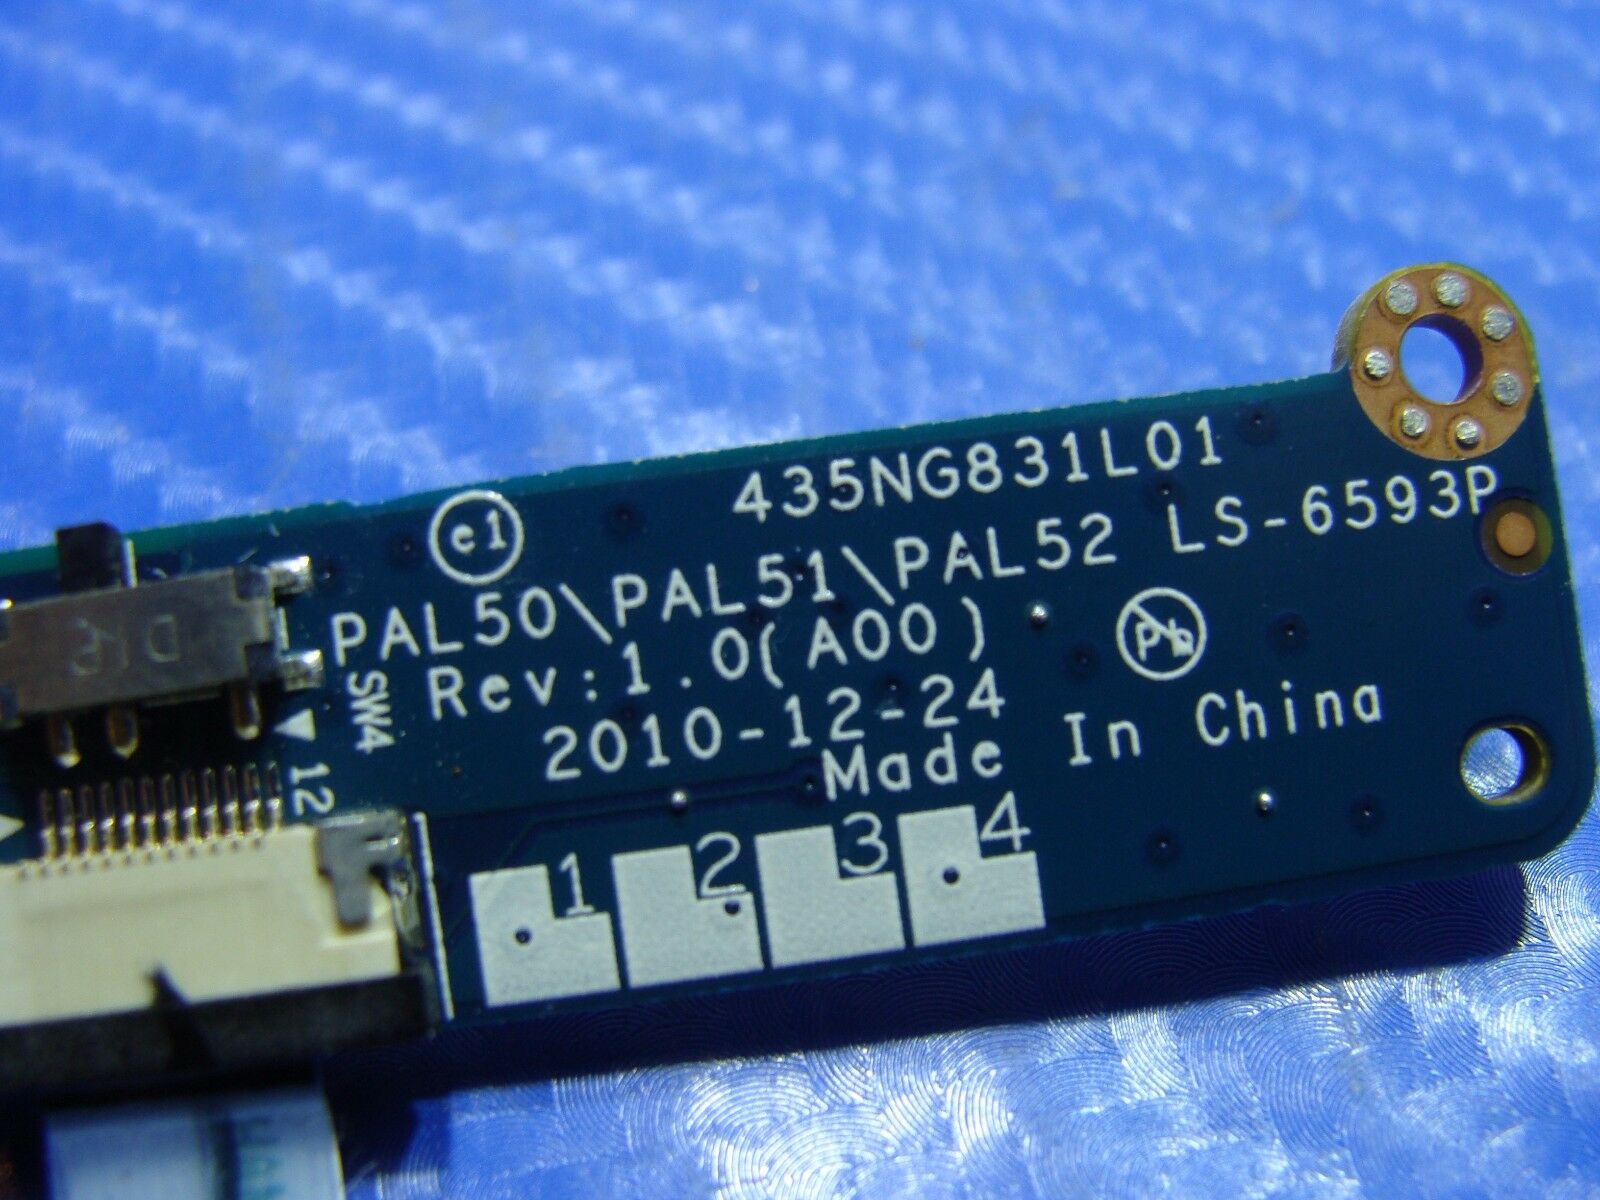 435NG831L01
e1
PAL50\PAL51\PAL52 LS-6593P
Rev:1.0(A00)
Pb
2010-12-24
SW4
Made In China
12
1 2 3 4